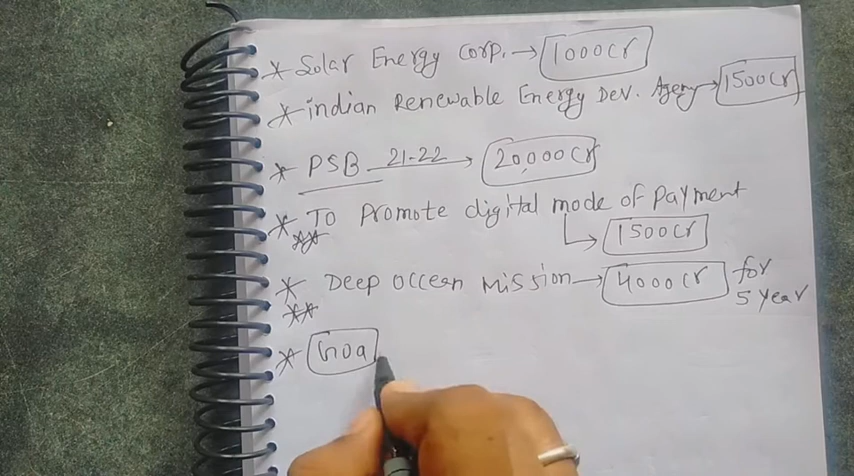 * Solar Energy Corp. → 1000cr
* indian Renewable Energy Dev. Agency → 1500cr
* PSB 21-22 → 20,000cr
* To Promote digital mode of Payment
** → 1500cr
* Deep Occean Mission → 4000cr for
** 5 year
* Goa